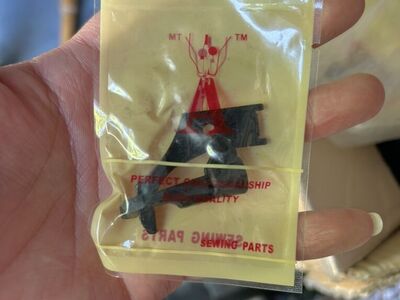 MT TM
PERFECT
QUALITY
SEWING PARTS
SEWING PARTS